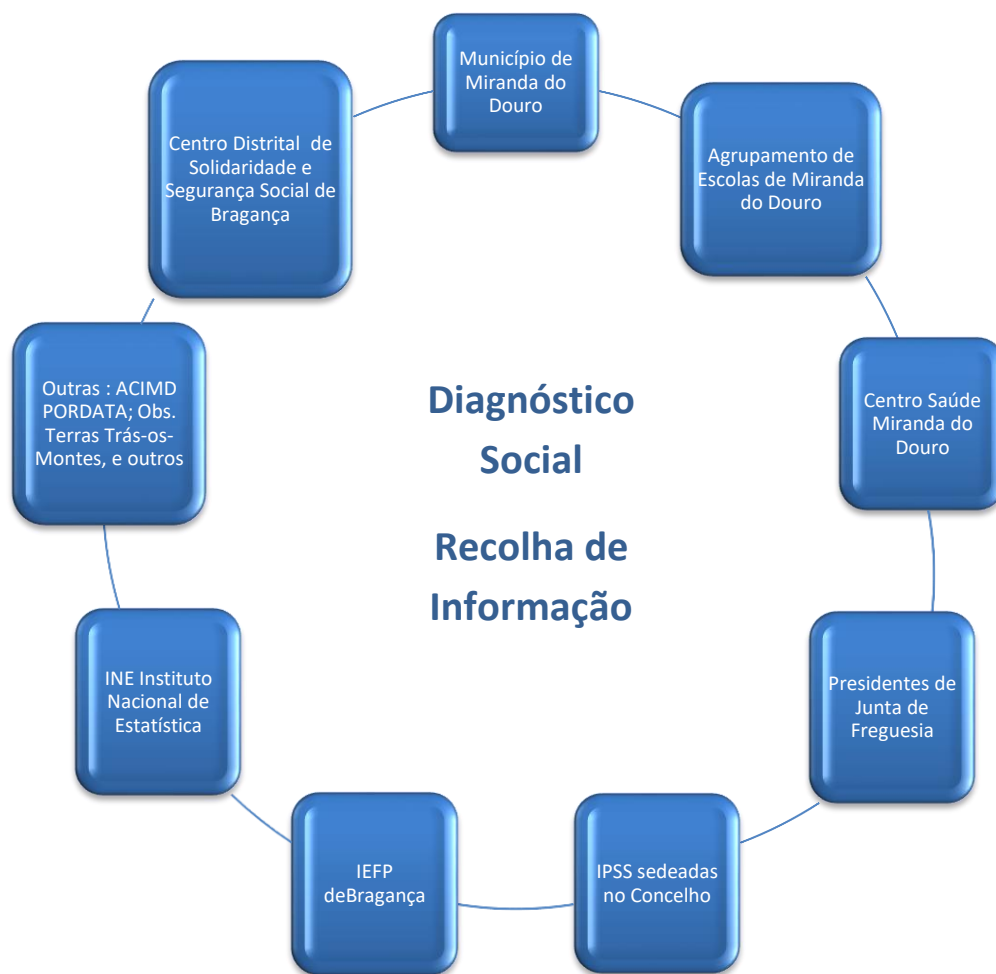 Município de
Miranda do
Douro
Agrupamento de
Escolas de Miranda
do Douro
Centro Saúde
Miranda do
Douro
Presidentes de
Junta de
Freguesia
IPSS sedeadas
no Concelho
IEFP
deBragança
INE Instituto
Nacional de
Estatística
Outras : ACIMD
PORDATA; Obs.
Terras Trás-os-
Montes, e outros
Centro Distrital de
Solidaridade e
Segurança Social de
Bragança
Diagnóstico
Social
Recolha de
Informação